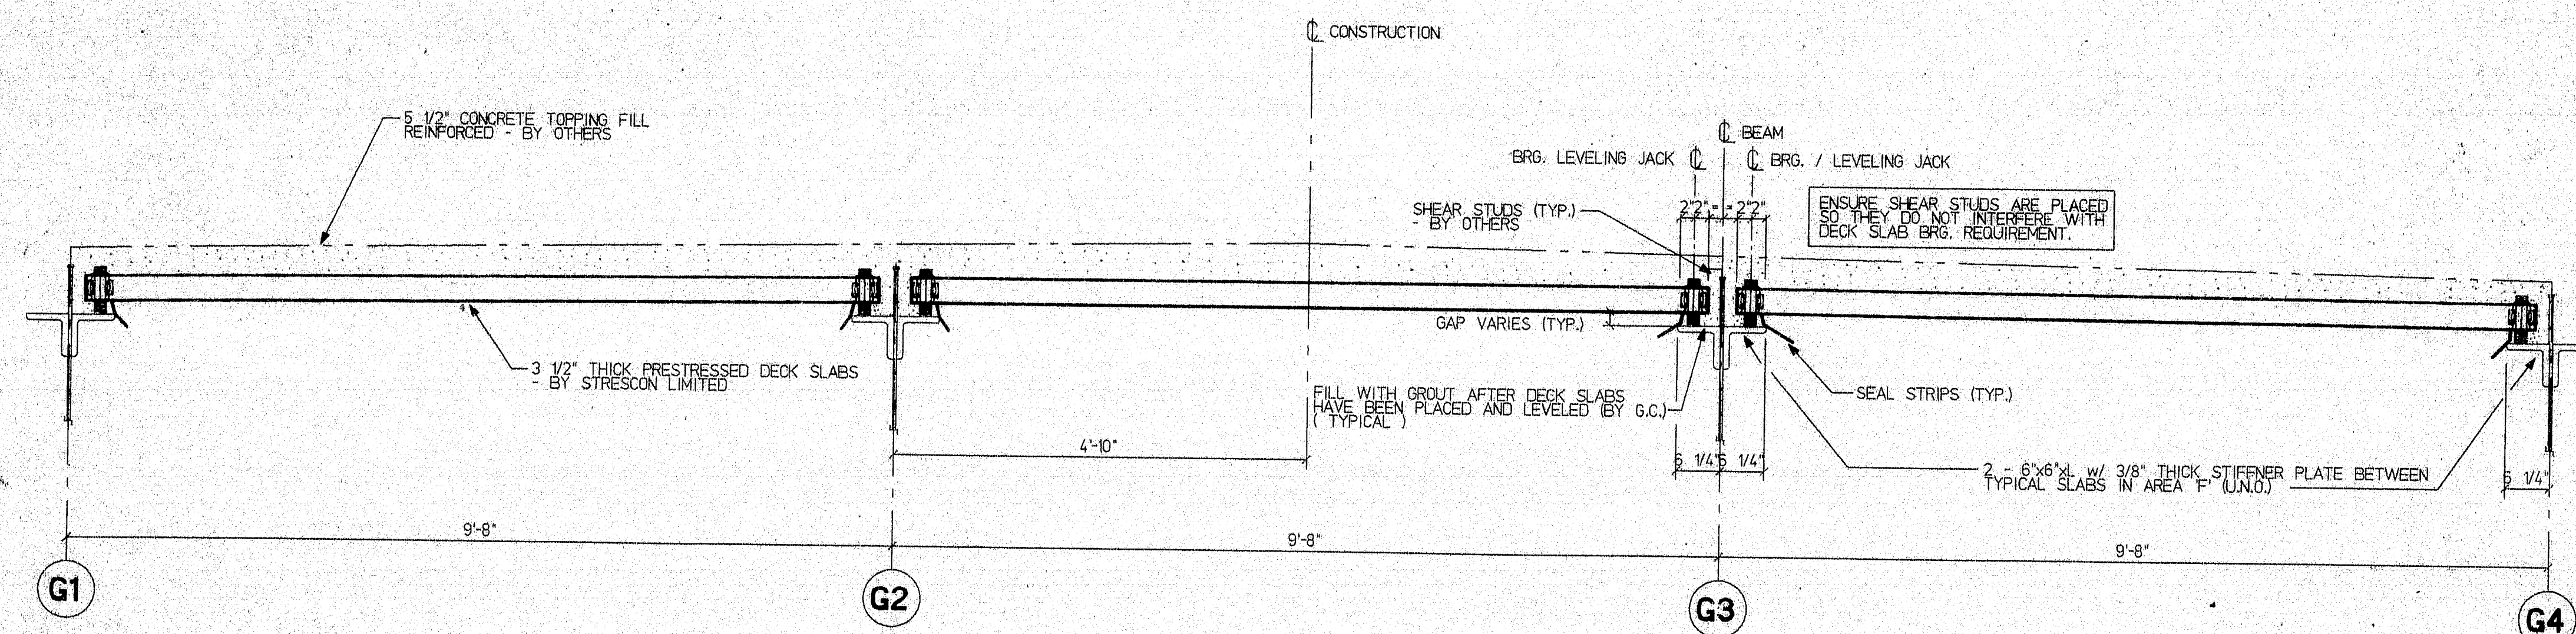 ℄ CONSTRUCTION
5 1/2" CONCRETE TOPPING FILL
REINFORCED - BY OTHERS
℄ BEAM
BRG. LEVELING JACK ℄
℄ BRG. / LEVELING JACK
SHEAR STUDS (TYP.)
- BY OTHERS
2" 2" 2" 2"
ENSURE SHEAR STUDS ARE PLACED
SO THEY DO NOT INTERFERE WITH
DECK SLAB BRG. REQUIREMENT.
GAP VARIES (TYP.)
3 1/2" THICK PRESTRESSED DECK SLABS
- BY STRESCON LIMITED
FILL WITH GROUT AFTER DECK SLABS
HAVE BEEN PLACED AND LEVELED (BY G.C.)
( TYPICAL )
SEAL STRIPS (TYP.)
4'-10"
1/4" 1/4"
2 - 6"x6"xL w/ 3/8" THICK STIFFNER PLATE BETWEEN
TYPICAL SLABS IN AREA 'F' (U.N.O.)
1/4"
9'-8"
9'-8"
9'-8"
G1
G2
G3
G4